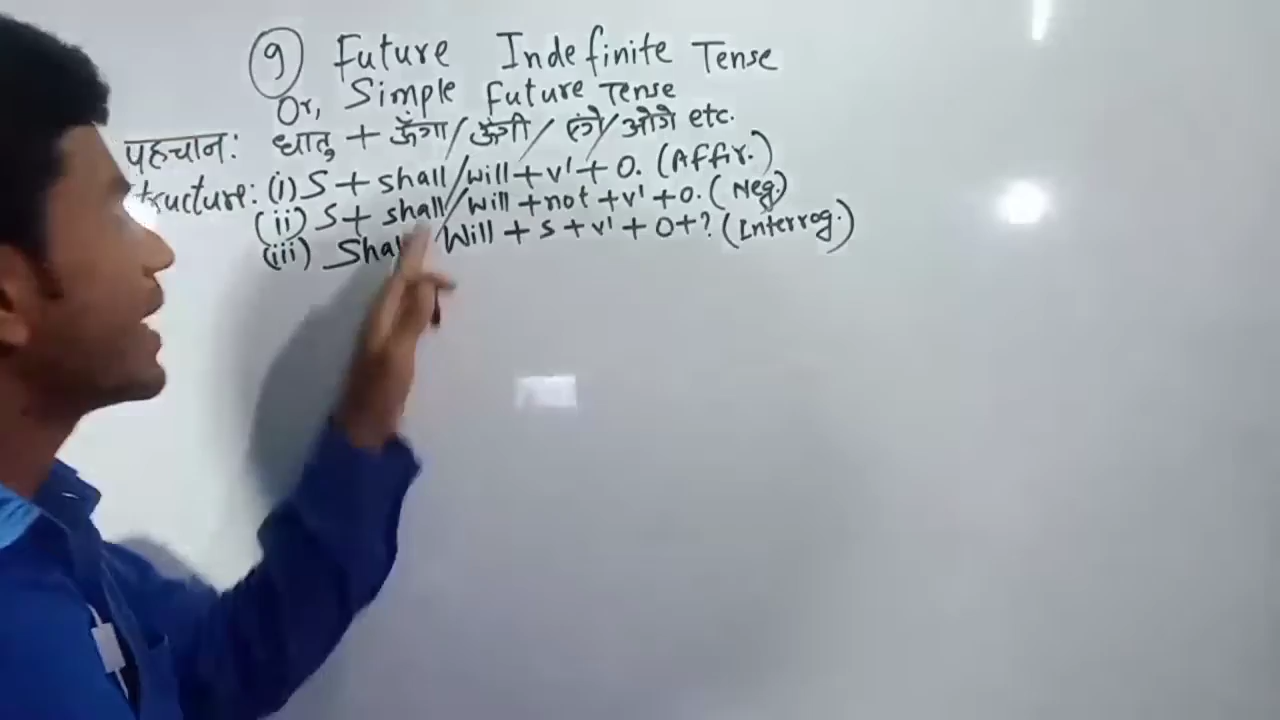 9 Future Indefinite Tense
Or, Simple Future Tense
पहचान: धातु + ऊँगा/ऊँगी/एंगे/ओगे etc.
tructure: (i) S + shall/will + v¹ + O. (Affir.)
(ii) S + shall/will + not + v¹ + O. (Neg.)
(iii) Shall/Will + S + v¹ + O + ? (Interrog.)